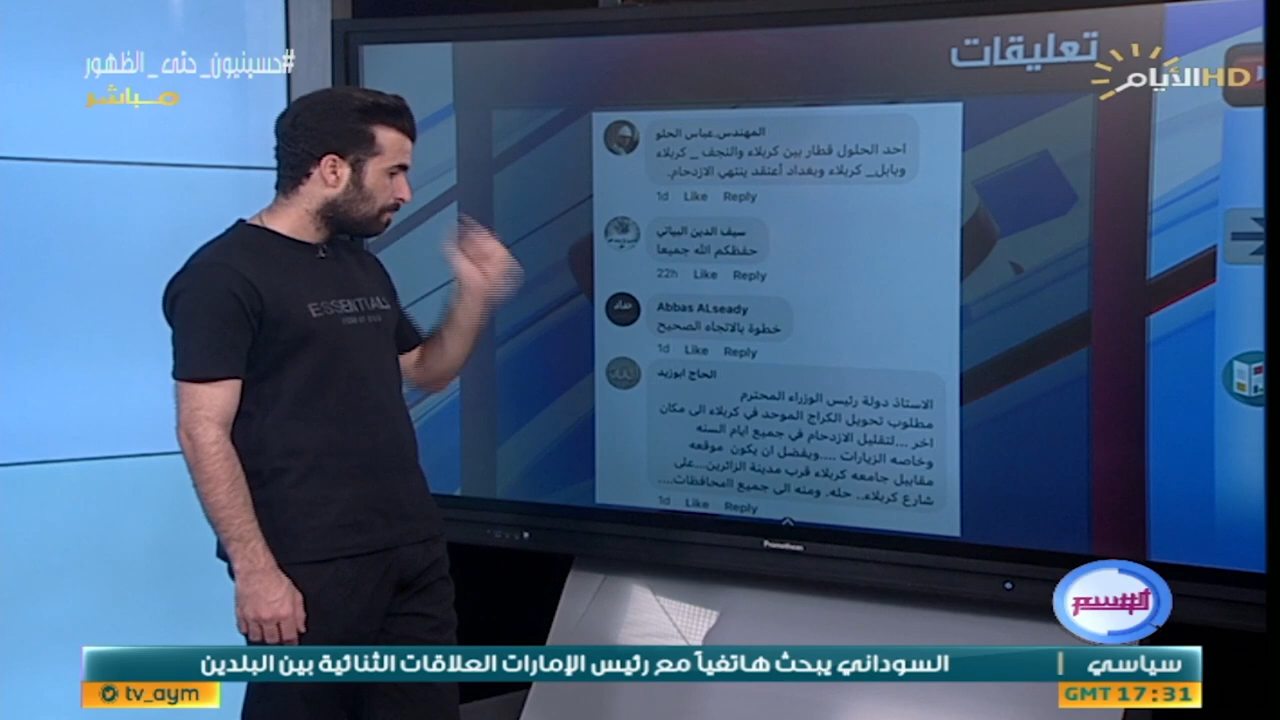 #حسينيون_حتى_الظهور
مباشر
تعليقات
الأيام HD
المهندس.عباس الحلو
احد الحلول قطار بين كربلاء والنجف _ كربلاء
وبابل_ كربلاء وبغداد أعتقد ينتهي الازدحام.
1d Like Reply
سيف الدين البياتي
حفظكم الله جميعا
22h Like Reply
Abbas ALseady
خطوة بالاتجاه الصحيح
1d Like Reply
الحاج ابوزيد
الاستاذ دولة رئيس الوزراء المحترم
مطلوب تحويل الكراج الموحد في كربلاء الى مكان
اخر ...لتقليل الازدحام في جميع ايام السنه
وخاصه الزيارات ....ويفضل ان يكون موقعه
مقابيل جامعه كربلاء قرب مدينة الزائرين...على
شارع كربلاء.. حله. ومنه الى جميع االمحافظات....
1d Like Reply
ESSENTIALS
Promethean
سياسي | السوداني يبحث هاتفياً مع رئيس الإمارات العلاقات الثنائية بين البلدين
tv_aym
GMT 17:31